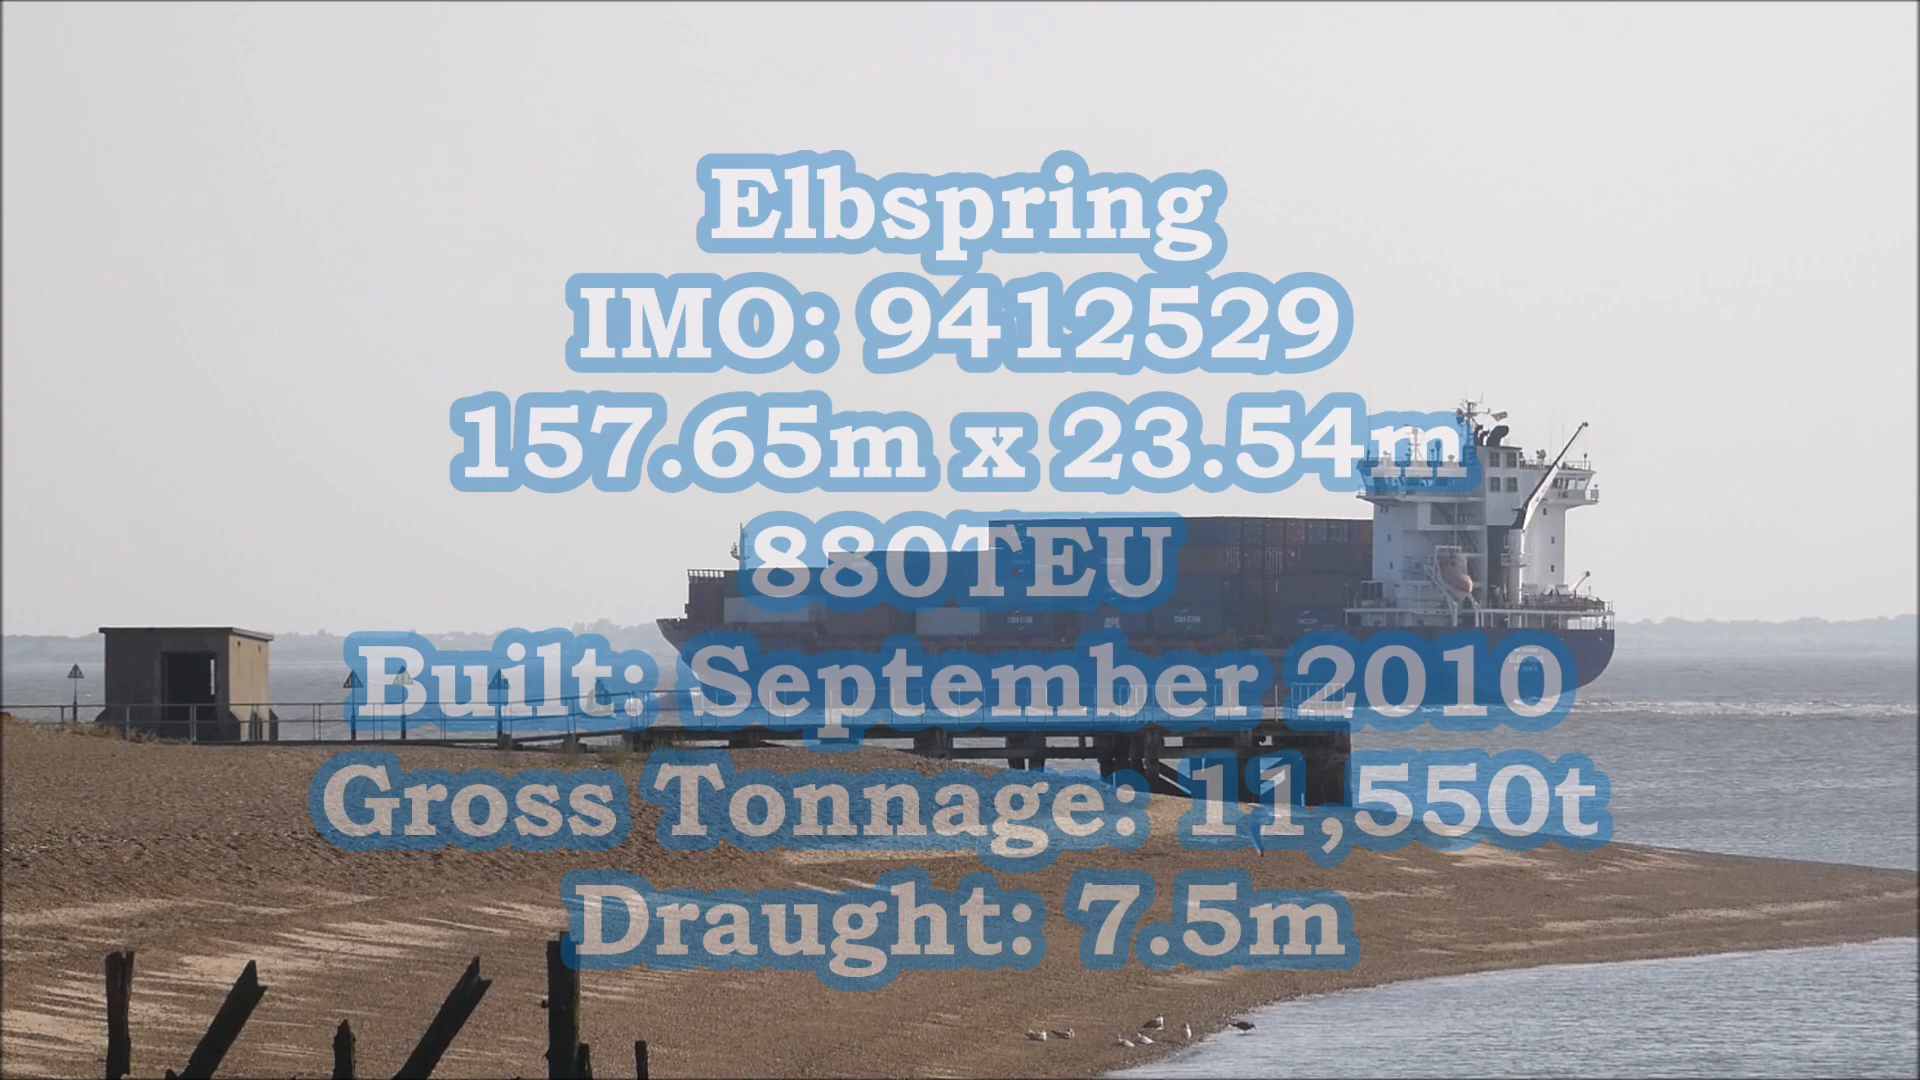 Elbspring
IMO: 9412529
157.65m x 23.54m
880TEU
Built: September 2010
Gross Tonnage: 11,550t
Draught: 7.5m